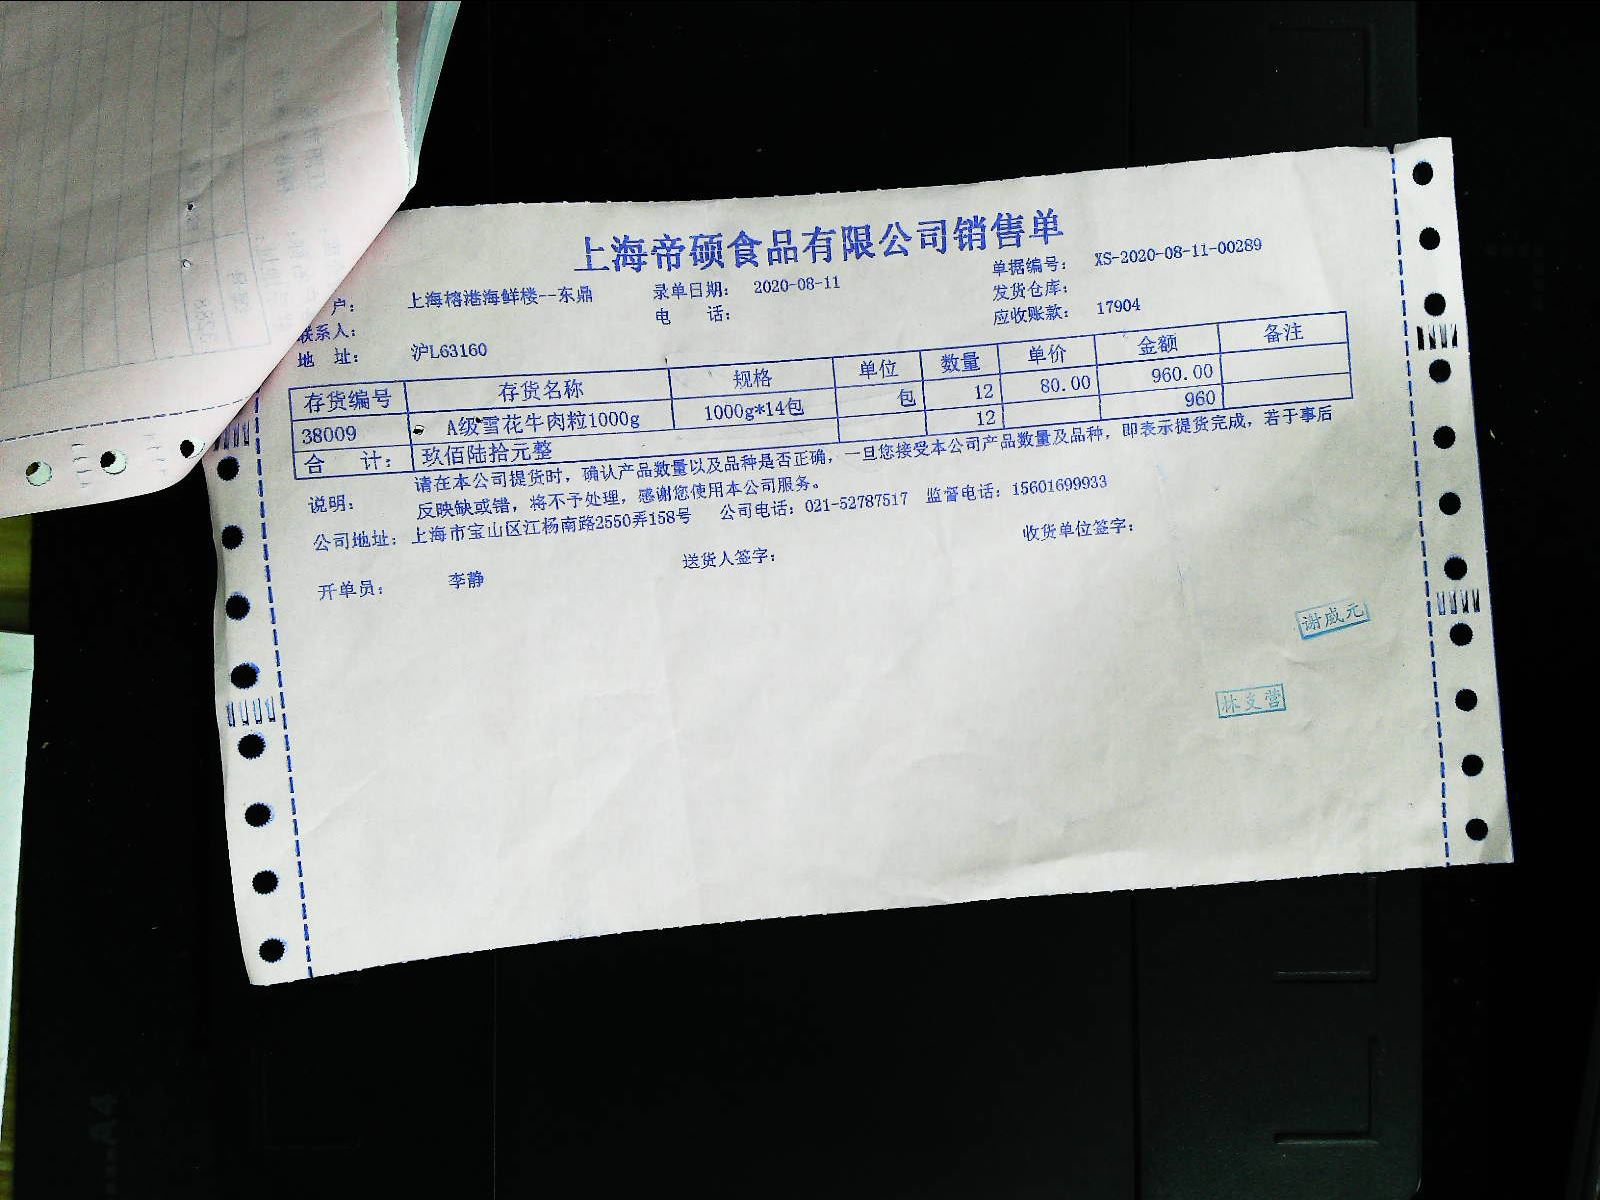 上海帝硕食品有限公司销售单
户： 上海榕港海鲜楼--东鼎 录单日期： 2020-08-11 单据编号： XS-2020-08-11-00289
联系人： 电 话： 发货仓库：
地 址： 沪L63160 应收账款： 17904
存货编号 存货名称 规格 单位 数量 单价 金额 备注
38009 A级雪花牛肉粒1000g 1000g*14包 包 12 80.00 960.00
合 计： 玖佰陆拾元整 12 960
说明： 请在本公司提货时，确认产品数量以及品种是否正确，一旦您接受本公司产品数量及品种，即表示提货完成，若于事后
反映缺或错，将不予处理，感谢您使用本公司服务。
公司地址： 上海市宝山区江杨南路2550弄158号 公司电话：021-52787517 监督电话：15601699933
开单员： 李静 送货人签字： 收货单位签字：
谢威元
林文营
A4